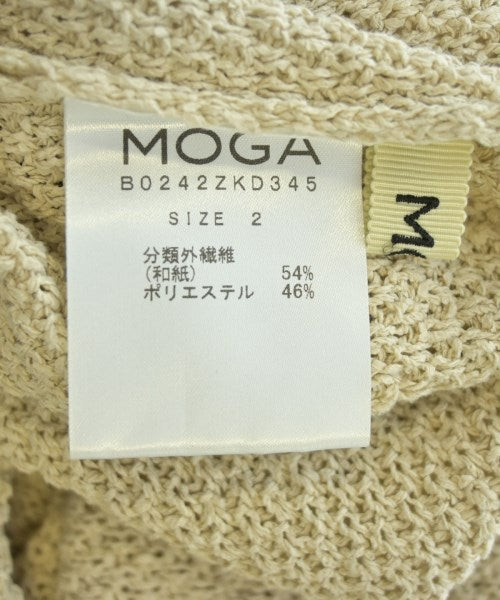 MOGA
B0242ZKD345
SIZE 2
分類外繊維
(和紙) 54%
ポリエステル 46%
M